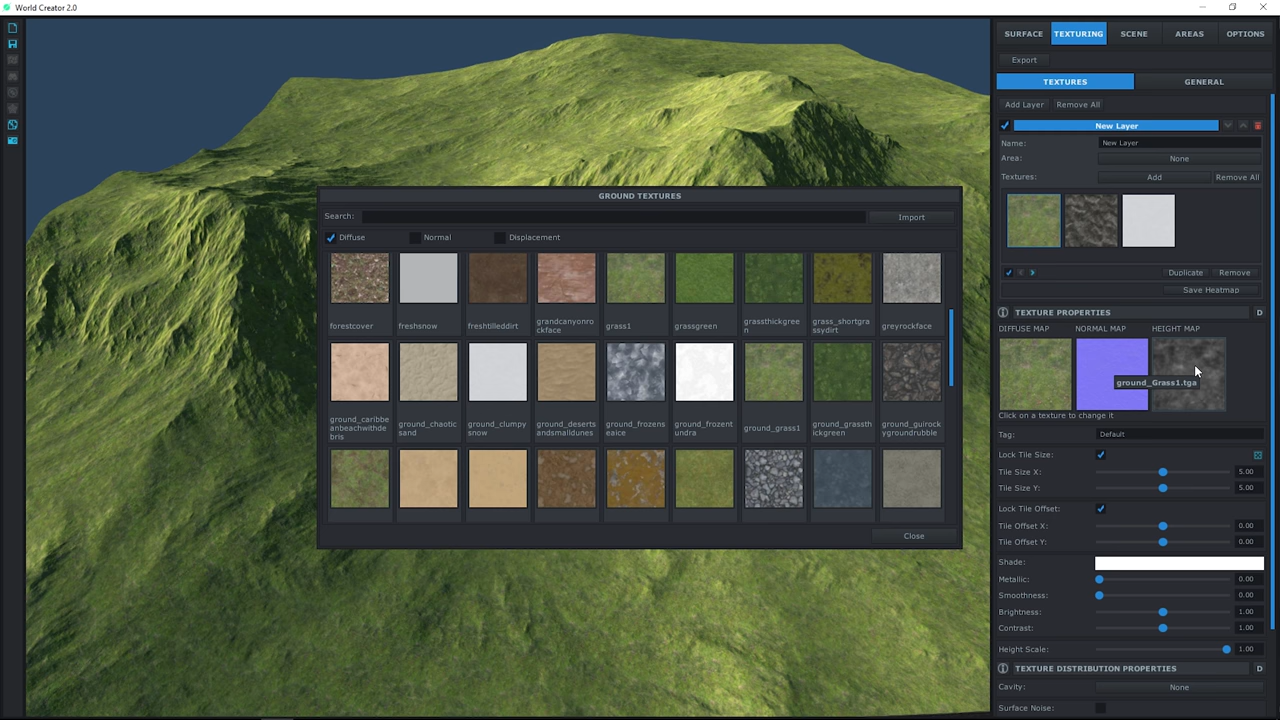 World Creator 2.0
SURFACE TEXTURING SCENE AREAS OPTIONS
Export
TEXTURES GENERAL
Add Layer Remove All
New Layer
Name: New Layer
Area: None
Textures: Add Remove All
Duplicate Remove
Save Heatmap
TEXTURE PROPERTIES D
DIFFUSE MAP NORMAL MAP HEIGHT MAP
ground_Grass1.tga
Click on a texture to change it
Tag: Default
Lock Tile Size:
Tile Size X: 5.00
Tile Size Y: 5.00
Lock Tile Offset:
Tile Offset X: 0.00
Tile Offset Y: 0.00
Shade:
Metallic: 0.00
Smoothness: 0.00
Brightness: 1.00
Contrast: 1.00
Height Scale: 1.00
TEXTURE DISTRIBUTION PROPERTIES D
Cavity: None
Surface Noise:
GROUND TEXTURES
Search: Import
Diffuse Normal Displacement
forestcover
freshsnow
freshtilleddirt
grandcanyonro
ckface
grass1
grassgreen
grassthickgree
n
grass_shortgra
ssydirt
greyrockface
ground_caribbe
anbeachwithde
bris
ground_chaotic
sand
ground_clumpy
snow
ground_deserts
andsmalldunes
ground_frozens
eaice
ground_frozent
undra
ground_grass1
ground_grassth
ickgreen
ground_guirock
ygroundrubble
Close